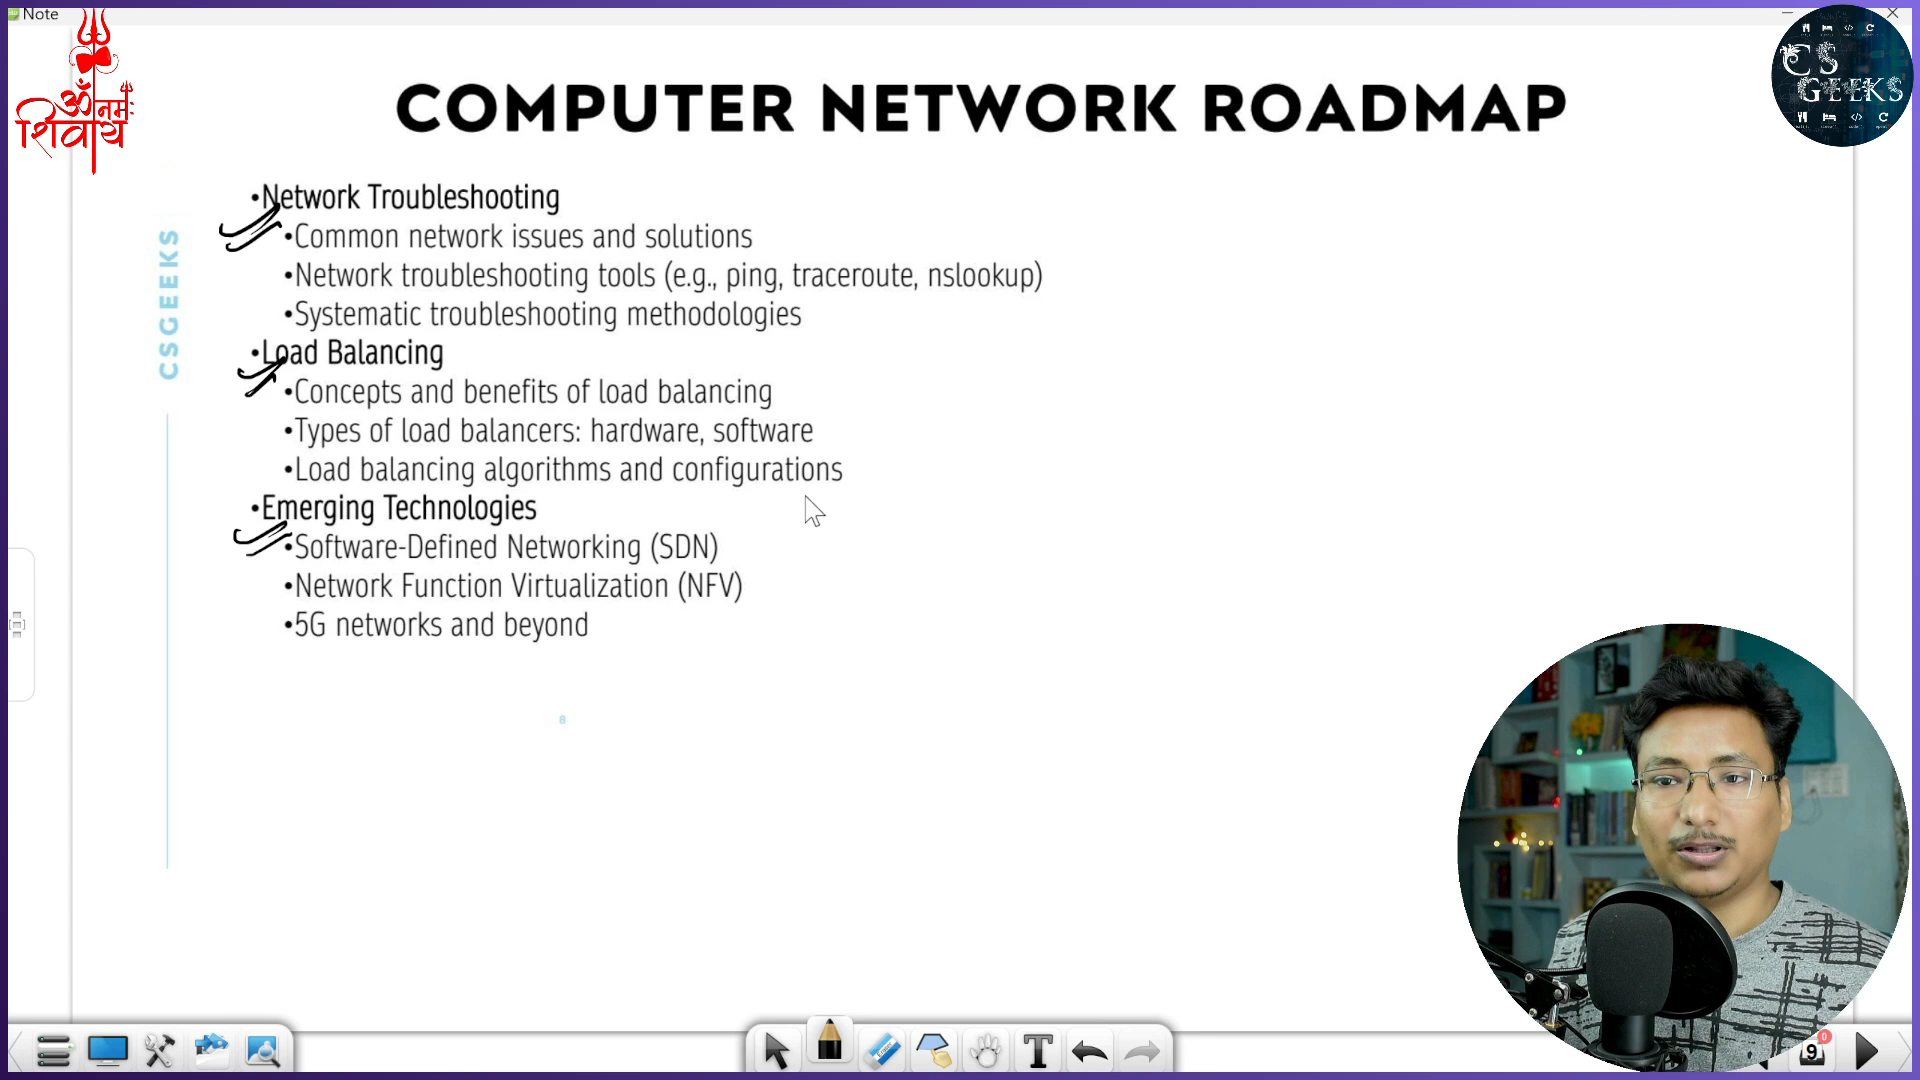 Note
ॐ नमः
शिवाय
CS
GEEKS
COMPUTER NETWORK ROADMAP
CSGEEKS
•Network Troubleshooting
•Common network issues and solutions
•Network troubleshooting tools (e.g., ping, traceroute, nslookup)
•Systematic troubleshooting methodologies
•Load Balancing
•Concepts and benefits of load balancing
•Types of load balancers: hardware, software
•Load balancing algorithms and configurations
•Emerging Technologies
•Software-Defined Networking (SDN)
•Network Function Virtualization (NFV)
•5G networks and beyond
8
T
9
0